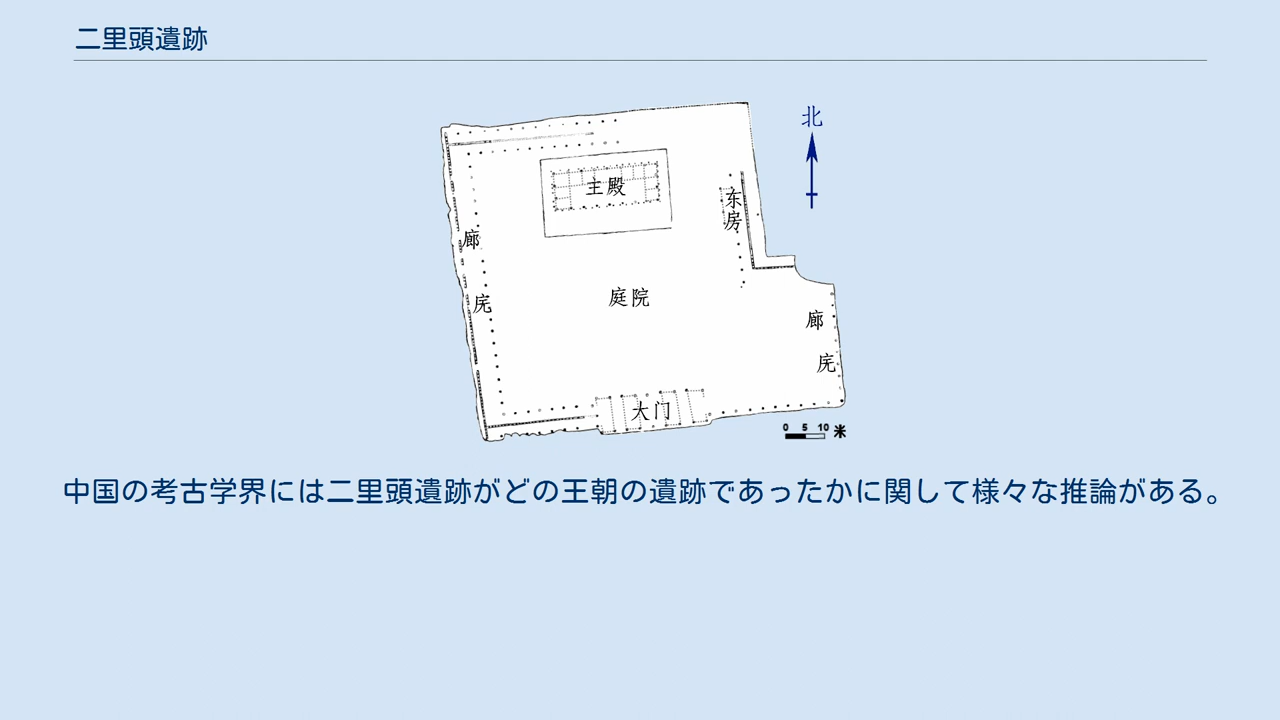 二里頭遺跡
北
主殿
东房
廊
庑
庭院
廊
庑
大门
0 5 10 米
中国の考古学界には二里頭遺跡がどの王朝の遺跡であったかに関して様々な推論がある。